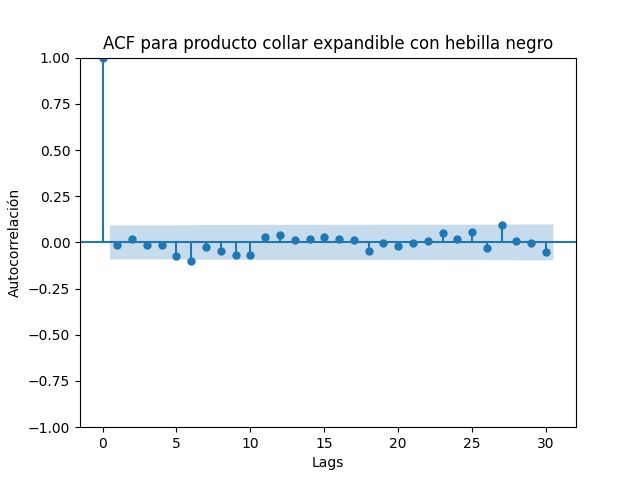 ACF para producto collar expandible con hebilla negro
1.00
0.75
0.50
0.25
0.00
−0.25
−0.50
−0.75
−1.00
Autocorrelación
0 5 10 15 20 25 30
Lags